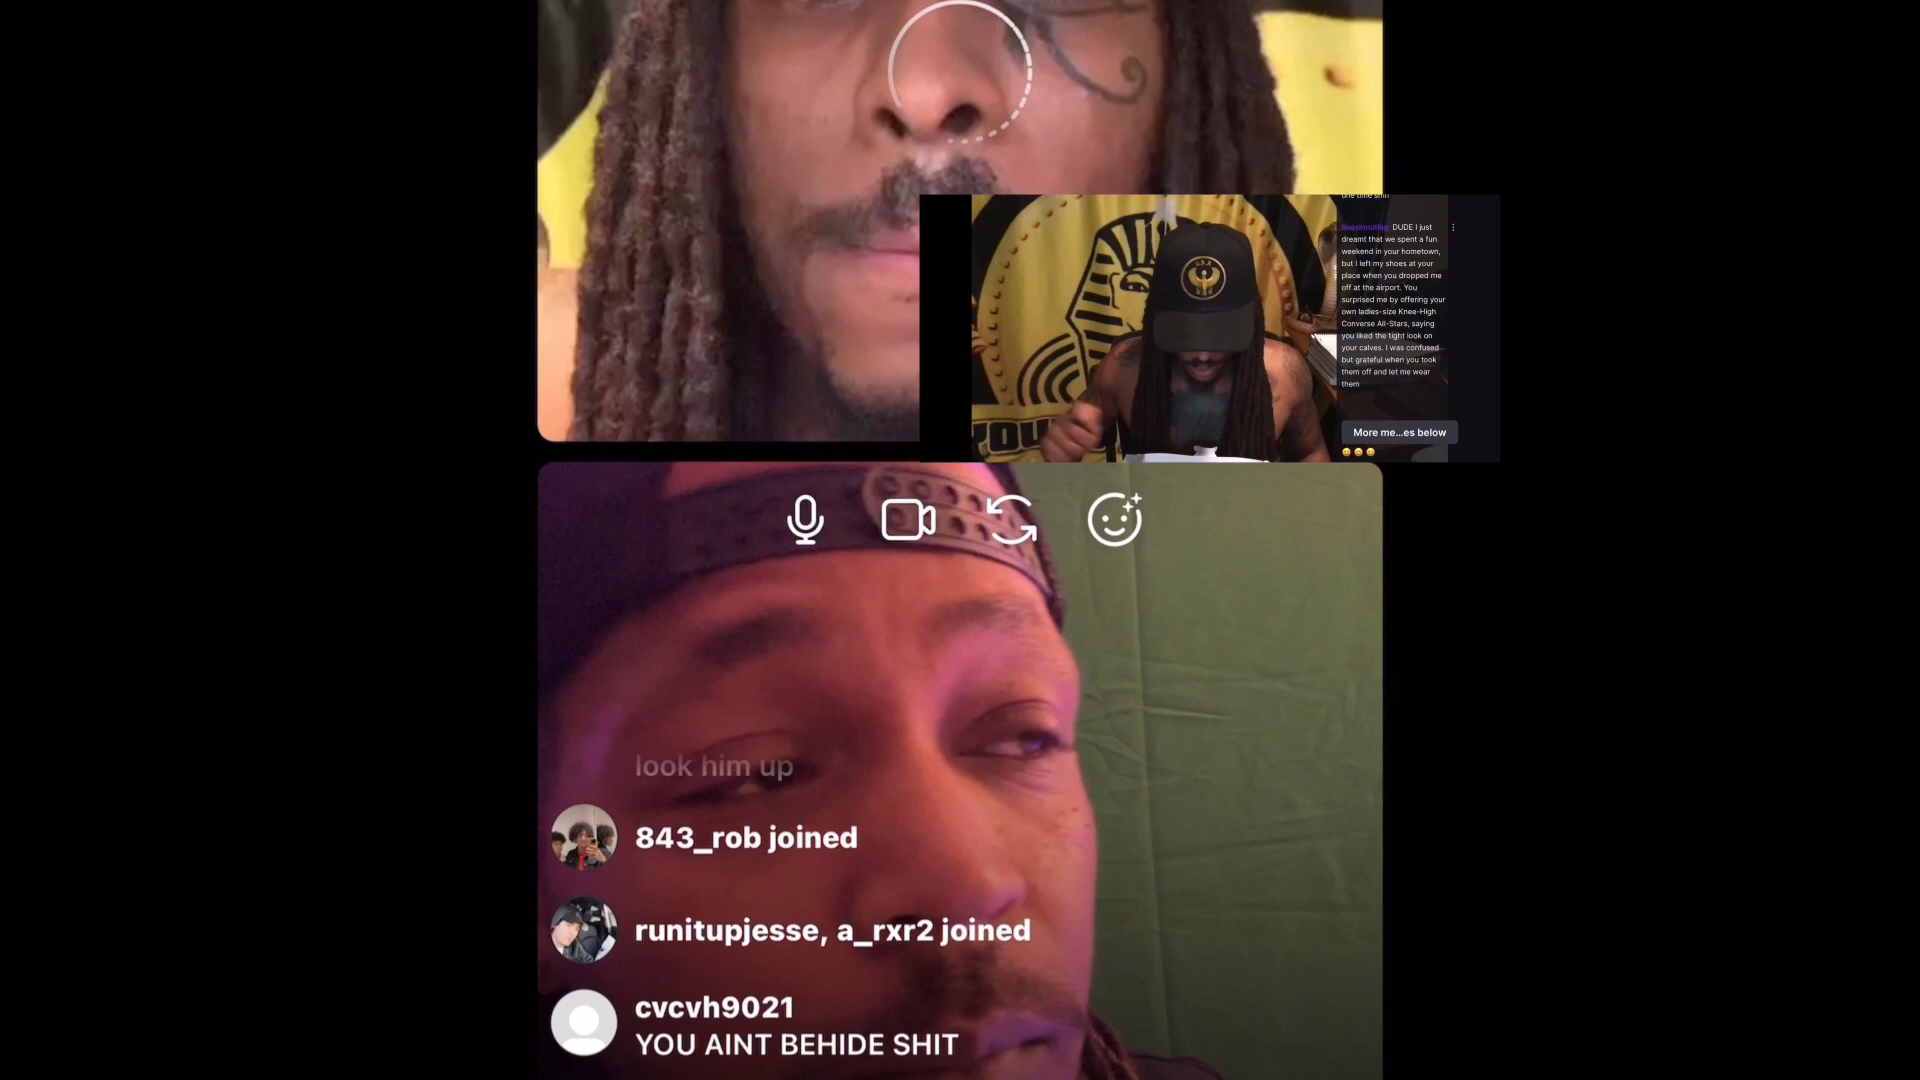 one time shit
DUDE I just
dreamt that we spent a fun
weekend in your hometown,
but I left my shoes at your
place when you dropped me
off at the airport. You
surprised me by offering your
own ladies-size Knee-High
Converse All-Stars, saying
you liked the tight look on
your calves. I was confused
but grateful when you took
them off and let me wear
them
More me...es below
U.S.A
YOU
look him up
843_rob joined
runitupjesse, a_rxr2 joined
cvcvh9021
YOU AINT BEHIDE SHIT